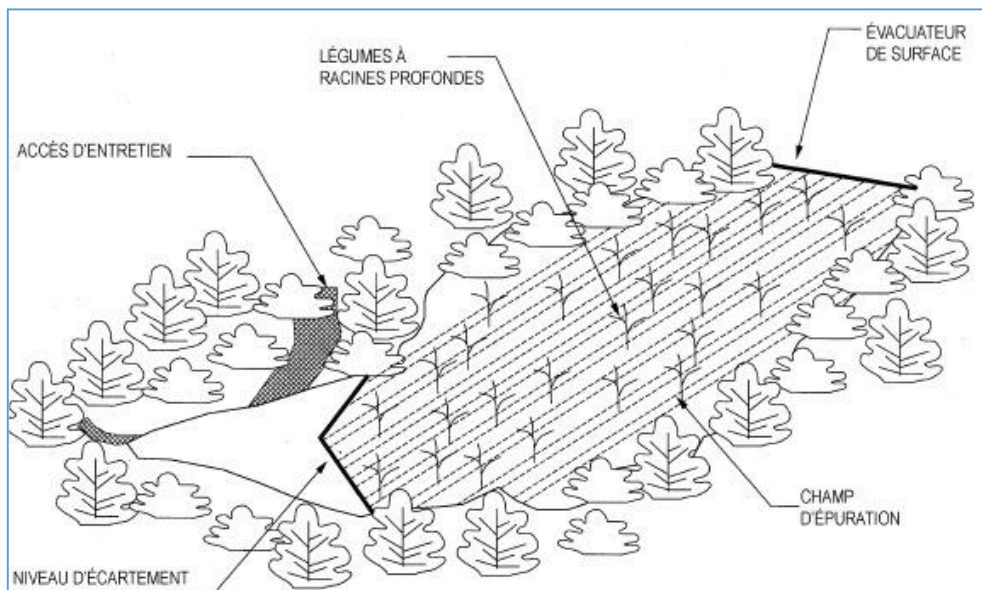 ÉVACUATEUR
DE SURFACE
LÉGUMES À
RACINES PROFONDES
ACCÈS D'ENTRETIEN
CHAMP
D'ÉPURATION
NIVEAU D'ÉCARTEMENT